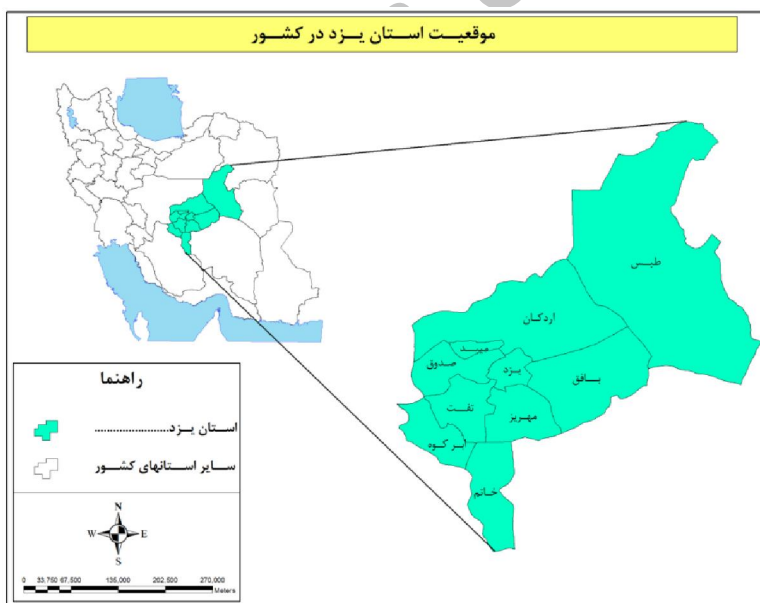 موقعیت استان یزد در کشور
طبس
اردکان
میبد
صدوق
یزد
بافق
تفت
مهریز
ابرکوه
خاتم
راهنما
استان یزد......................
سایر استانهای کشور
N
W E
S
0 33,750 67,500 135,000 202,500 270,000
Meters